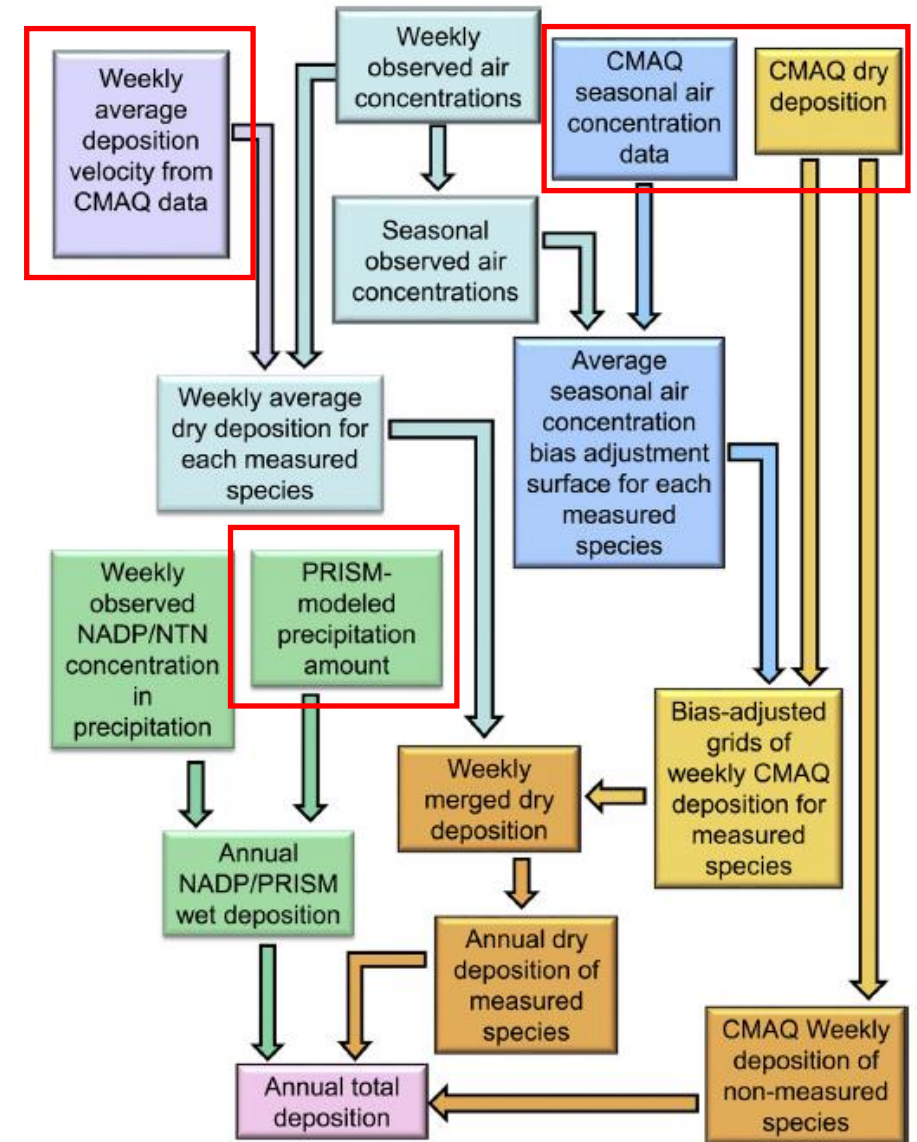 Weekly
average
deposition
velocity from
CMAQ data
Weekly
observed air
concentrations
CMAQ
seasonal air
concentration
data
CMAQ dry
deposition
Seasonal
observed air
concentrations
Weekly average
dry deposition for
each measured
species
Average
seasonal air
concentration
bias adjustment
surface for each
measured
species
Weekly
observed
NADP/NTN
concentration
in
precipitation
PRISM-
modeled
precipitation
amount
Weekly
merged dry
deposition
Bias-adjusted
grids of
weekly CMAQ
deposition for
measured
species
Annual
NADP/PRISM
wet deposition
Annual dry
deposition of
measured
species
CMAQ Weekly
deposition of
non-measured
species
Annual total
deposition